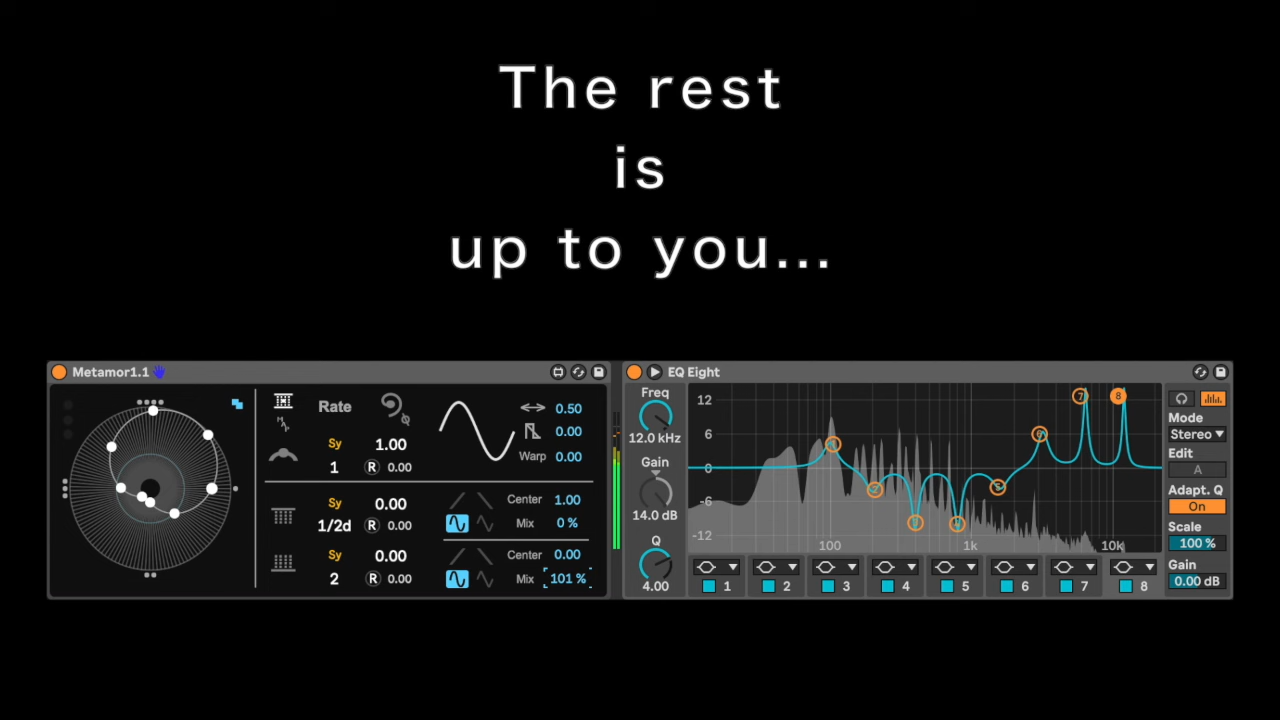 The rest
is
up to you...
Metamor1.1
Rate
Sy 1.00
1 R 0.00
0.50
0.00
Warp 0.00
Sy 0.00
1/2d R 0.00
Center 1.00
Mix 0 %
Sy 0.00
2 R 0.00
Center 0.00
Mix 101 %
EQ Eight
Freq
12.0 kHz
Gain
14.0 dB
Q
4.00
12
6
0
-6
-12
100 1k 10k
1 2 3 4 5 6 7 8
Mode
Stereo
Edit
A
Adapt. Q
On
Scale
100 %
Gain
0.00 dB